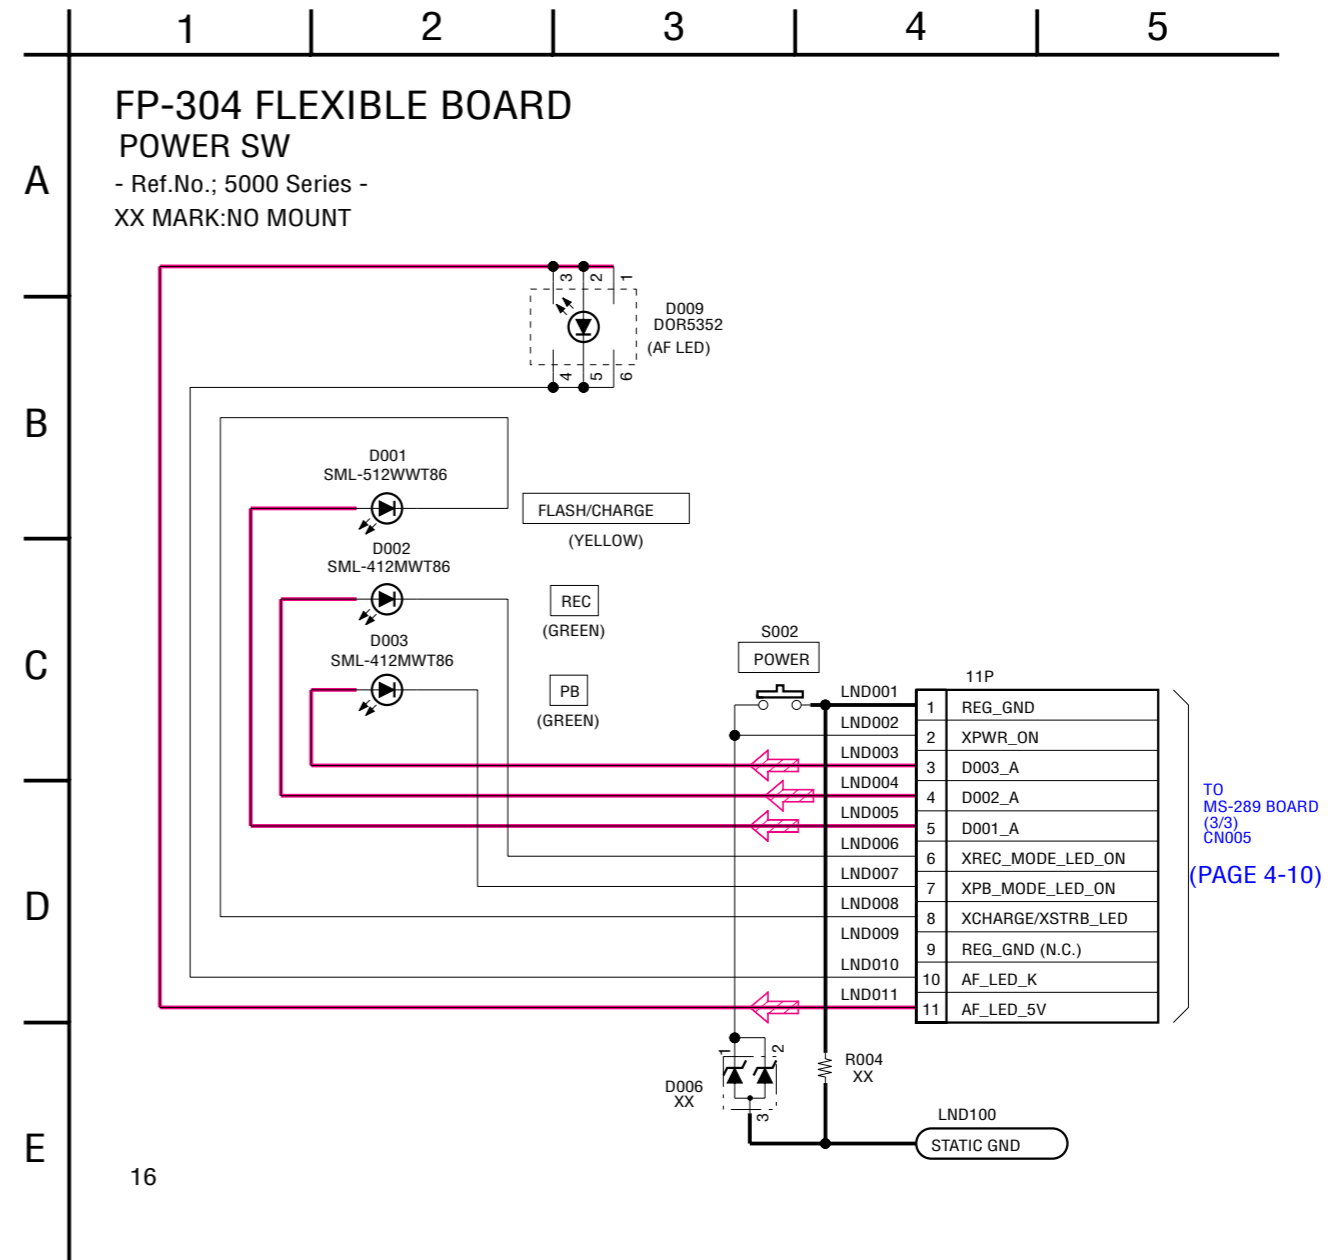 1 2 3 4 5
FP-304 FLEXIBLE BOARD
POWER SW
A
- Ref.No.; 5000 Series -
XX MARK:NO MOUNT
3 2 1
D009
DOR5352
(AF LED)
4 5 6
B
D001
SML-512WWT86
FLASH/CHARGE
(YELLOW)
D002
SML-412MWT86
REC
(GREEN)
D003
SML-412MWT86
PB
(GREEN)
C
S002
POWER
11P
LND001 1 REG_GND
LND002 2 XPWR_ON
LND003 3 D003_A
LND004 4 D002_A
LND005 5 D001_A
LND006 6 XREC_MODE_LED_ON
LND007 7 XPB_MODE_LED_ON
LND008 8 XCHARGE/XSTRB_LED
LND009 9 REG_GND (N.C.)
LND010 10 AF_LED_K
LND011 11 AF_LED_5V
TO
MS-289 BOARD
(3/3)
CN005
(PAGE 4-10)
D
1 2
D006
XX
3
R004
XX
LND100
STATIC GND
E
16